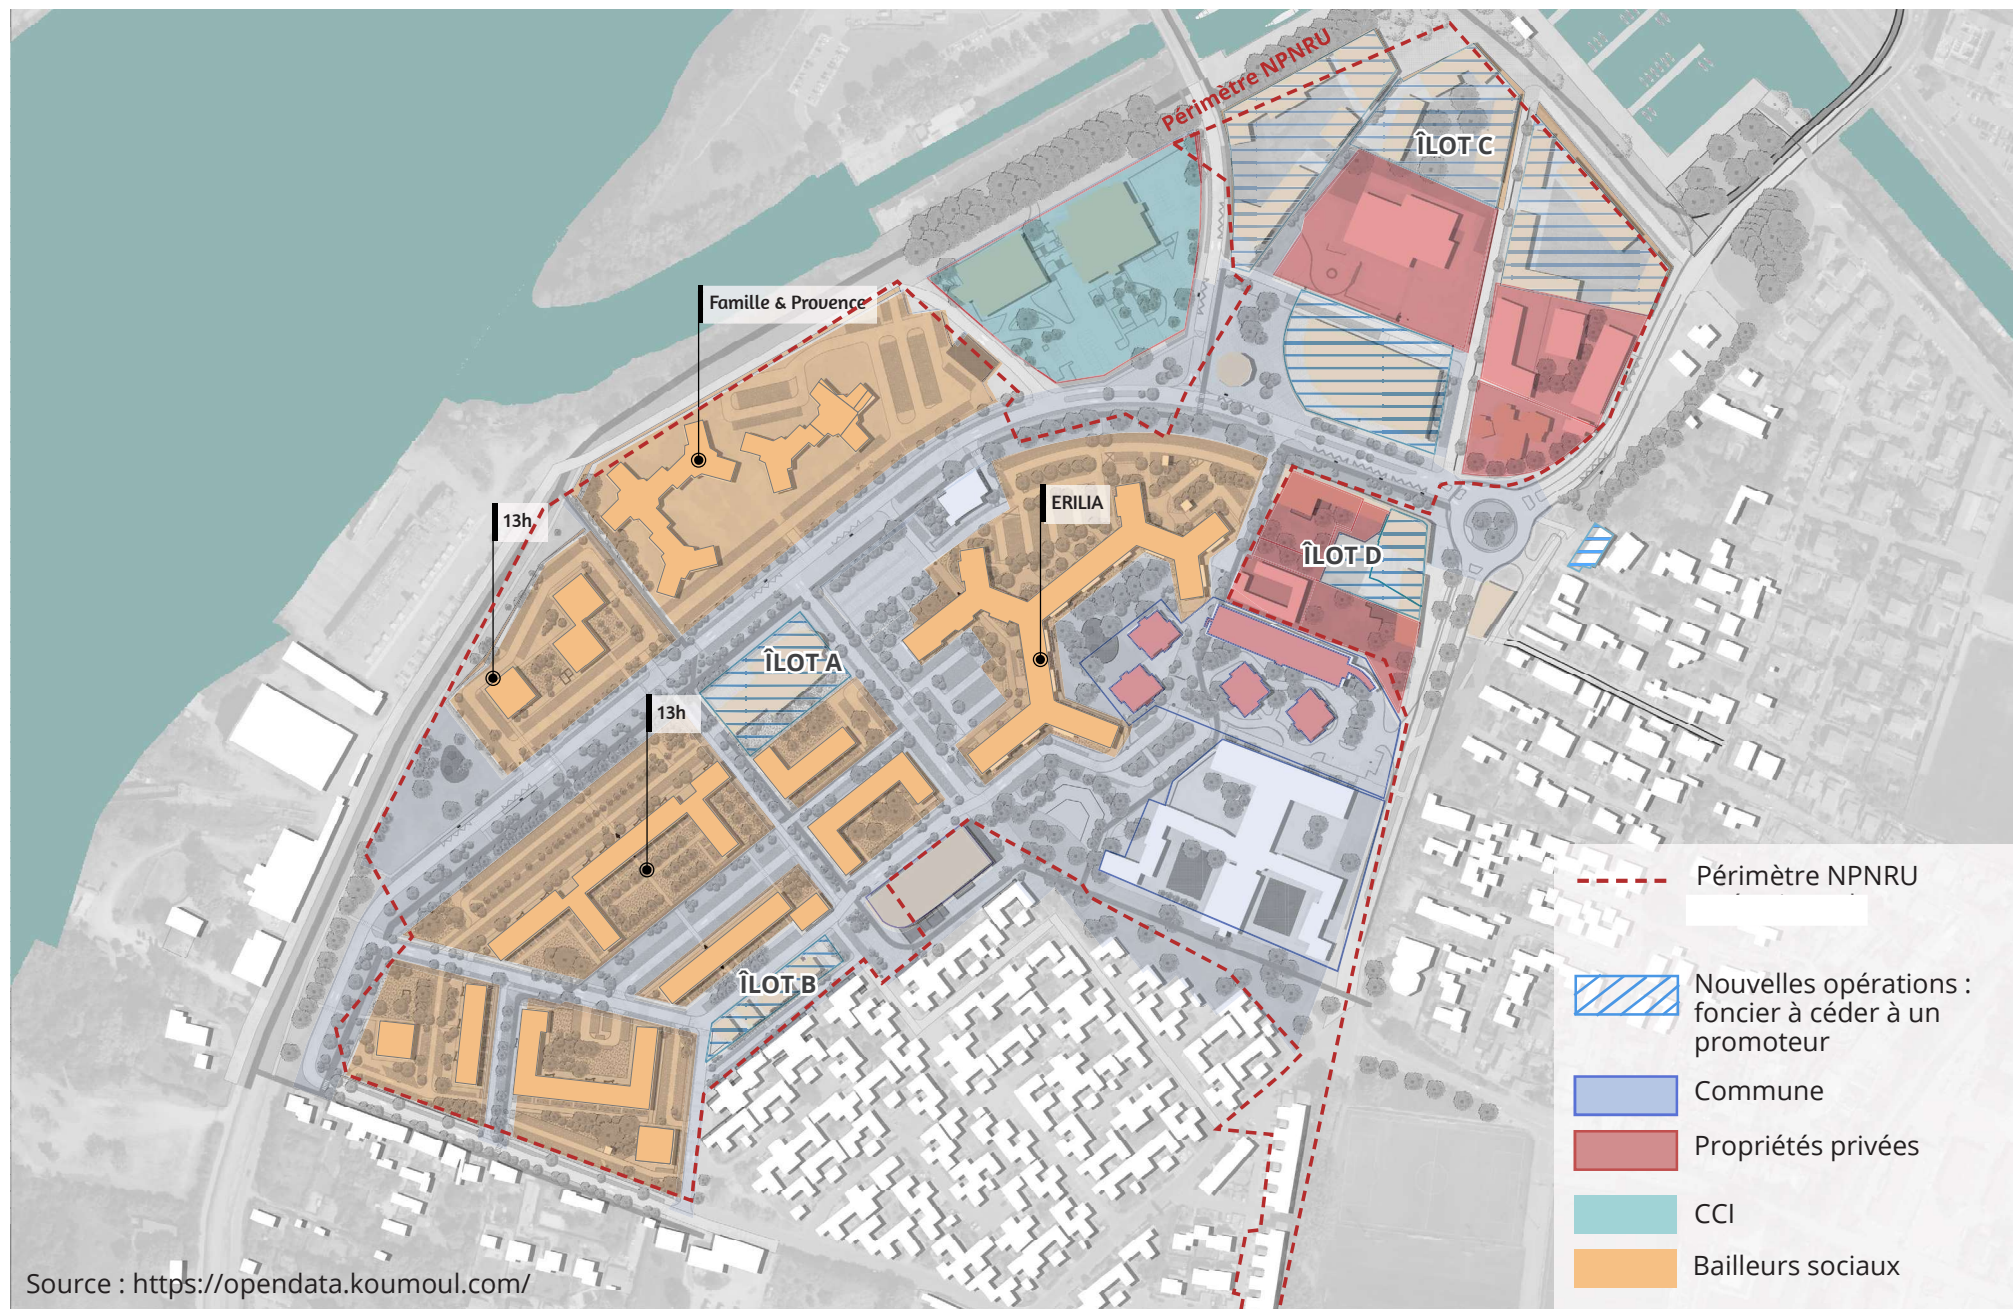 Périmètre NPNRU
ÎLOT C
Famille & Provence
ERILIA
13h
ÎLOT D
ÎLOT A
13h
ÎLOT B
Périmètre NPNRU
Nouvelles opérations :
foncier à céder à un
promoteur
Commune
Propriétés privées
CCI
Bailleurs sociaux
Source : https://opendata.koumoul.com/